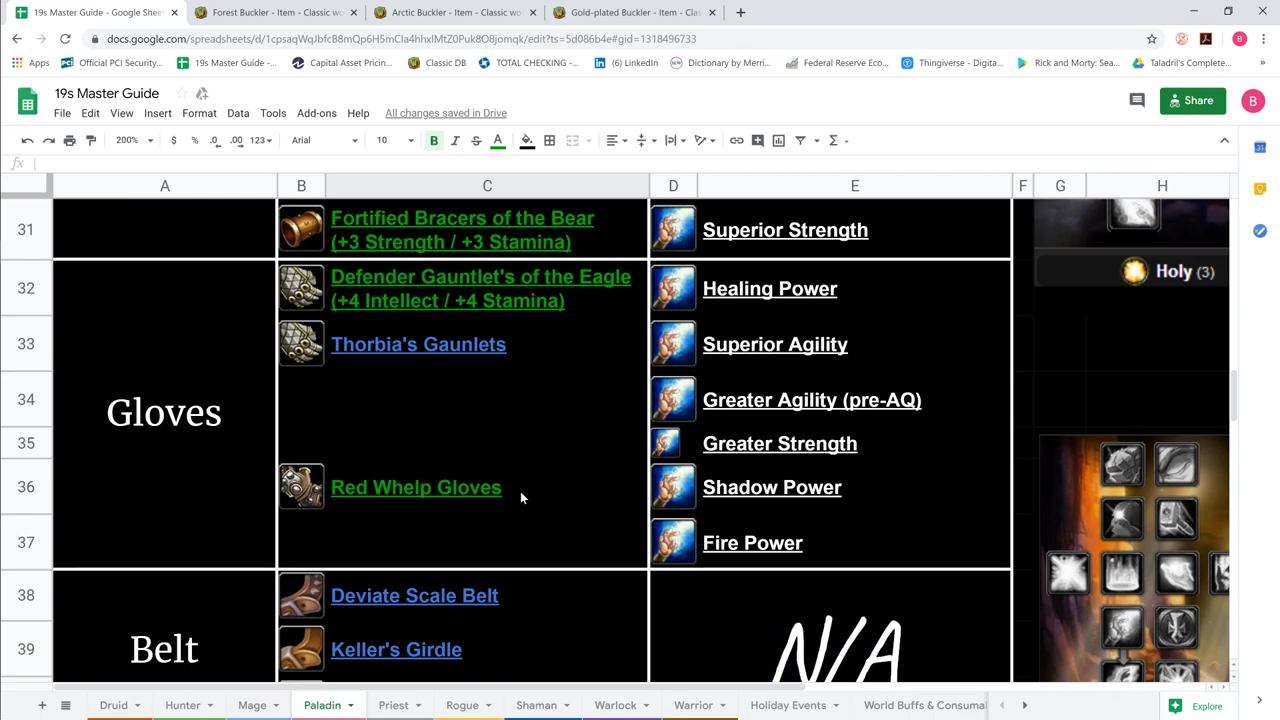 19s Master Guide - Google Sheet
Forest Buckler - Item - Classic wo
Arctic Buckler - Item - Classic wo
Gold-plated Buckler - Item - Clas
docs.google.com/spreadsheets/d/1cpsaqWqJbfcB8mQp6H5mCla4hhxlMtZ0Puk8O8jomqk/edit?ts=5d086b4e#gid=1318496733
B
Apps
Official PCI Security...
19s Master Guide -...
Capital Asset Pricin...
Classic DB
TOTAL CHECKING -...
(6) LinkedIn
Dictionary by Merri...
Federal Reserve Eco...
Thingiverse - Digita...
Rick and Morty: Sea...
Taladril's Complete...
19s Master Guide
File Edit View Insert Format Data Tools Add-ons Help All changes saved in Drive
Share
B
200% $ % .0 .00 123 Arial 10 B I S A
fx
A B C D E F G H
31
Fortified Bracers of the Bear
(+3 Strength / +3 Stamina)
Superior Strength
Holy (3)
32
Defender Gauntlet's of the Eagle
(+4 Intellect / +4 Stamina)
Healing Power
33
Thorbia's Gaunlets
Superior Agility
34
Gloves
Greater Agility (pre-AQ)
35
Greater Strength
36
Red Whelp Gloves
Shadow Power
37
Fire Power
38
Deviate Scale Belt
39
Belt
Keller's Girdle
N/A
Druid Hunter Mage Paladin Priest Rogue Shaman Warlock Warrior Holiday Events World Buffs & Consumal
Explore